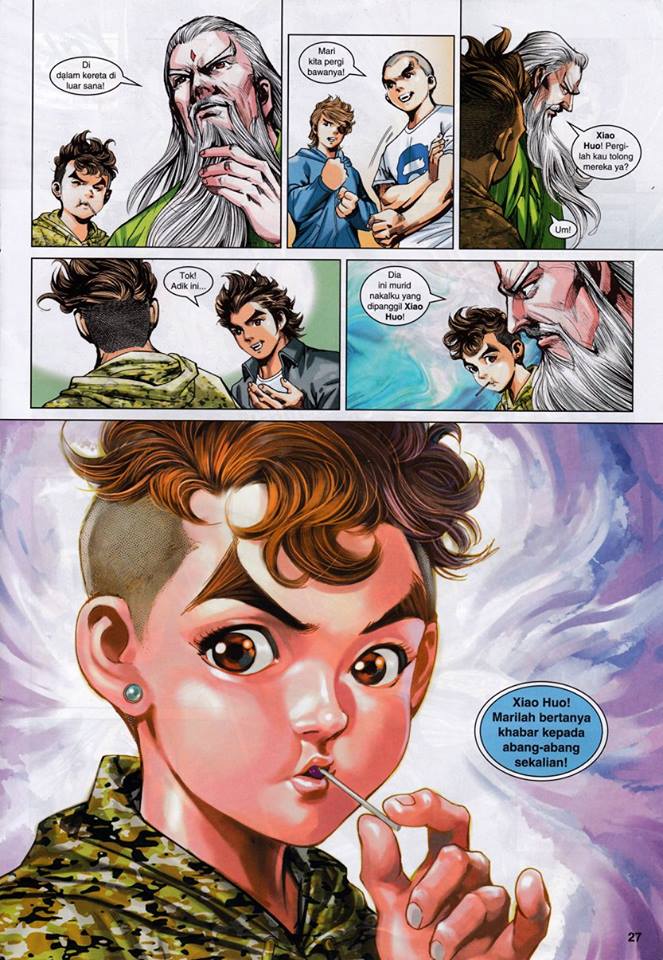 Di
dalam kereta di
luar sana!
Mari
kita pergi
bawanya!
Xiao
Huo! Pergi-
lah kau tolong
mereka ya?
Um!
Tok!
Adik ini...
Dia
ini murid
nakalku yang
dipanggil Xiao
Huo!
Xiao Huo!
Marilah bertanya
khabar kepada
abang-abang
sekalian!
27